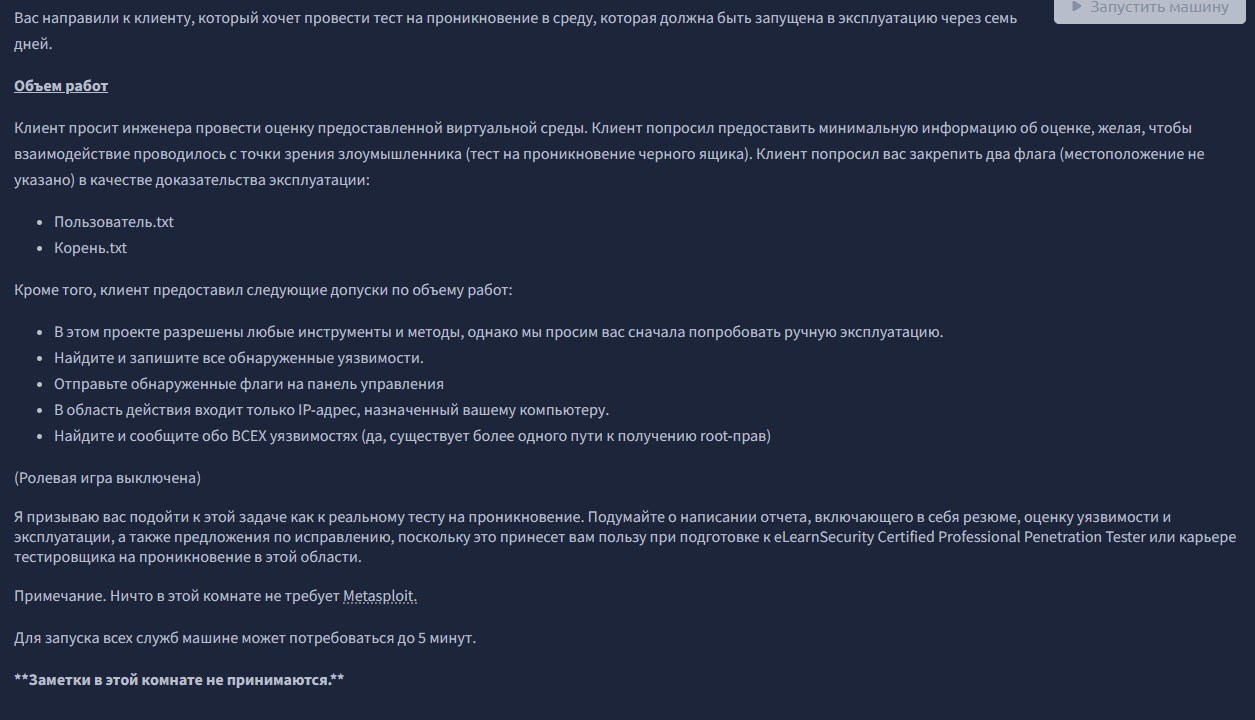 Вас направили к клиенту, который хочет провести тест на проникновение в среду, которая должна быть запущена в эксплуатацию через семь
дней.
Запустить машину
Объем работ
Клиент просит инженера провести оценку предоставленной виртуальной среды. Клиент попросил предоставить минимальную информацию об оценке, желая, чтобы
взаимодействие проводилось с точки зрения злоумышленника (тест на проникновение черного ящика). Клиент попросил вас закрепить два флага (местоположение не
указано) в качестве доказательства эксплуатации:
• Пользователь.txt
• Корень.txt
Кроме того, клиент предоставил следующие допуски по объему работ:
• В этом проекте разрешены любые инструменты и методы, однако мы просим вас сначала попробовать ручную эксплуатацию.
• Найдите и запишите все обнаруженные уязвимости.
• Отправьте обнаруженные флаги на панель управления
• В область действия входит только IP-адрес, назначенный вашему компьютеру.
• Найдите и сообщите обо ВСЕХ уязвимостях (да, существует более одного пути к получению root-прав)
(Ролевая игра выключена)
Я призываю вас подойти к этой задаче как к реальному тесту на проникновение. Подумайте о написании отчета, включающего в себя резюме, оценку уязвимости и
эксплуатации, а также предложения по исправлению, поскольку это принесет вам пользу при подготовке к eLearnSecurity Certified Professional Penetration Tester или карьере
тестировщика на проникновение в этой области.
Примечание. Ничто в этой комнате не требует Metasploit.
Для запуска всех служб машине может потребоваться до 5 минут.
**Заметки в этой комнате не принимаются.**